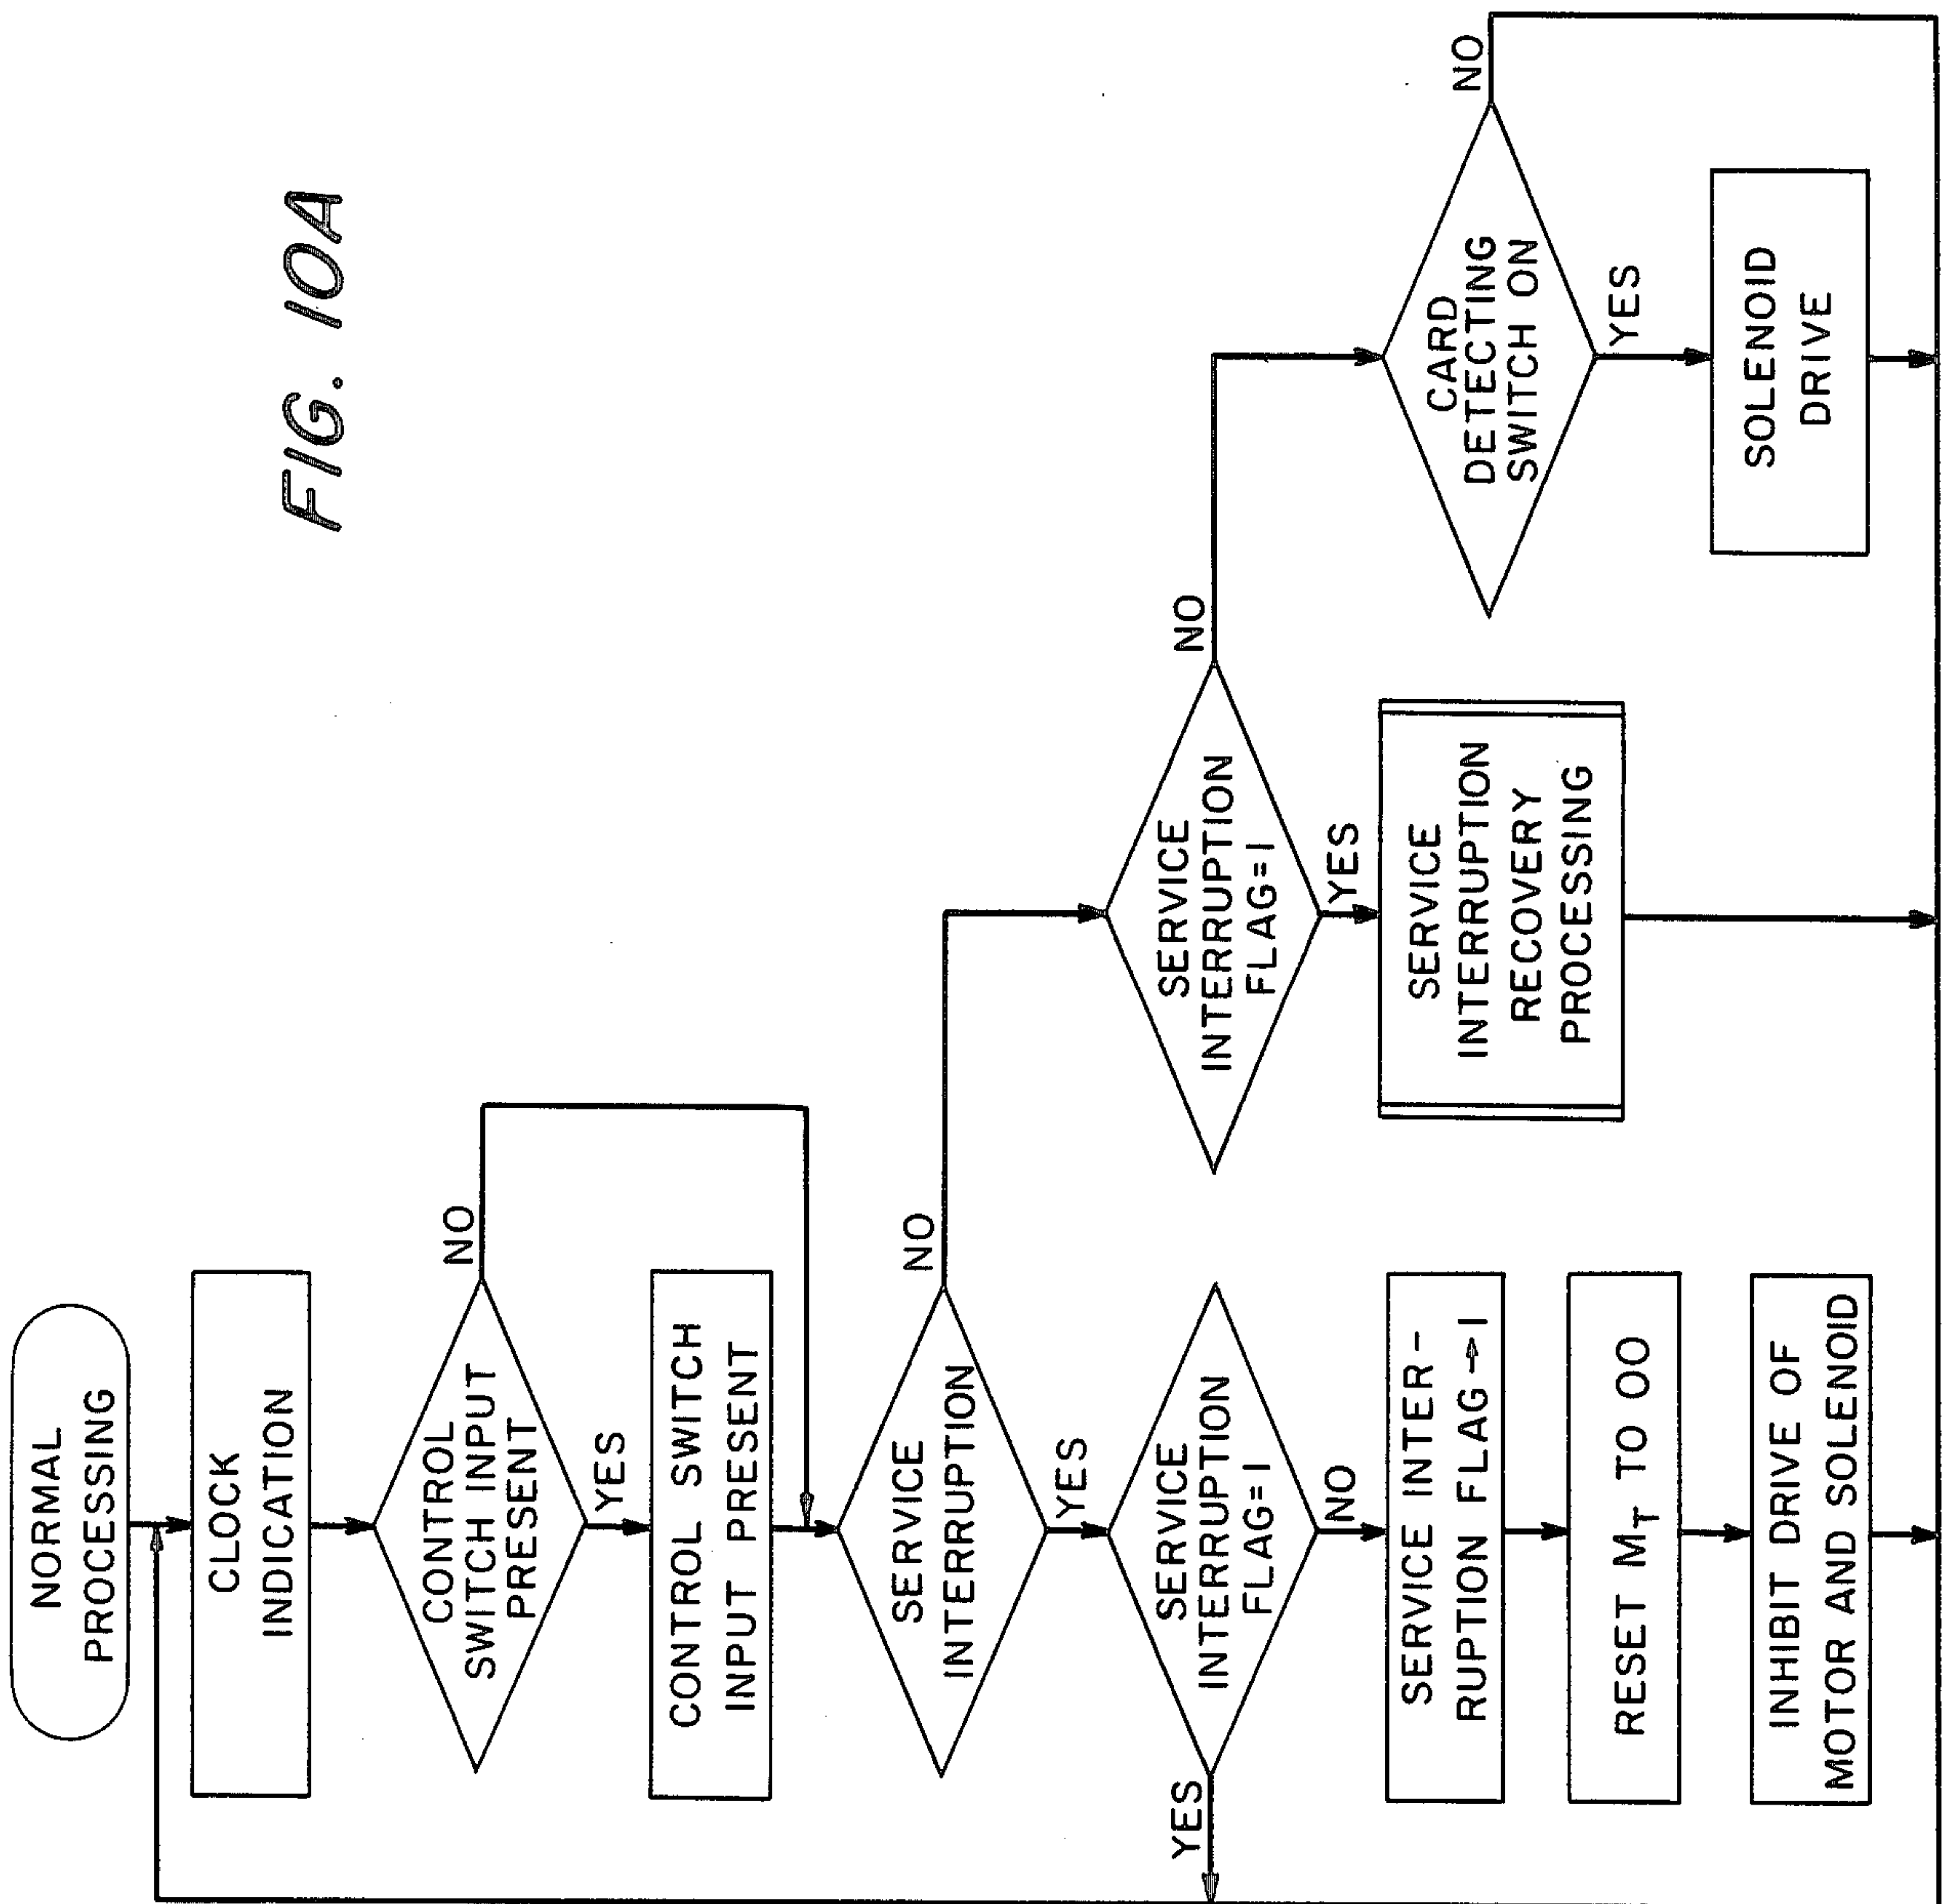 FIG. 10A
NORMAL
PROCESSING
CLOCK
INDICATION
CONTROL
SWITCH INPUT
PRESENT
NO
YES
CONTROL SWITCH
INPUT PRESENT
SERVICE
INTERRUPTION
NO
YES
SERVICE
INTERRUPTION
FLAG=1
YES
NO
SERVICE INTER-
RUPTION FLAG→1
RESET MT TO 00
INHIBIT DRIVE OF
MOTOR AND SOLENOID
SERVICE
INTERRUPTION
FLAG=1
NO
YES
SERVICE
INTERRUPTION
RECOVERY
PROCESSING
CARD
DETECTING
SWITCH ON
NO
YES
SOLENOID
DRIVE